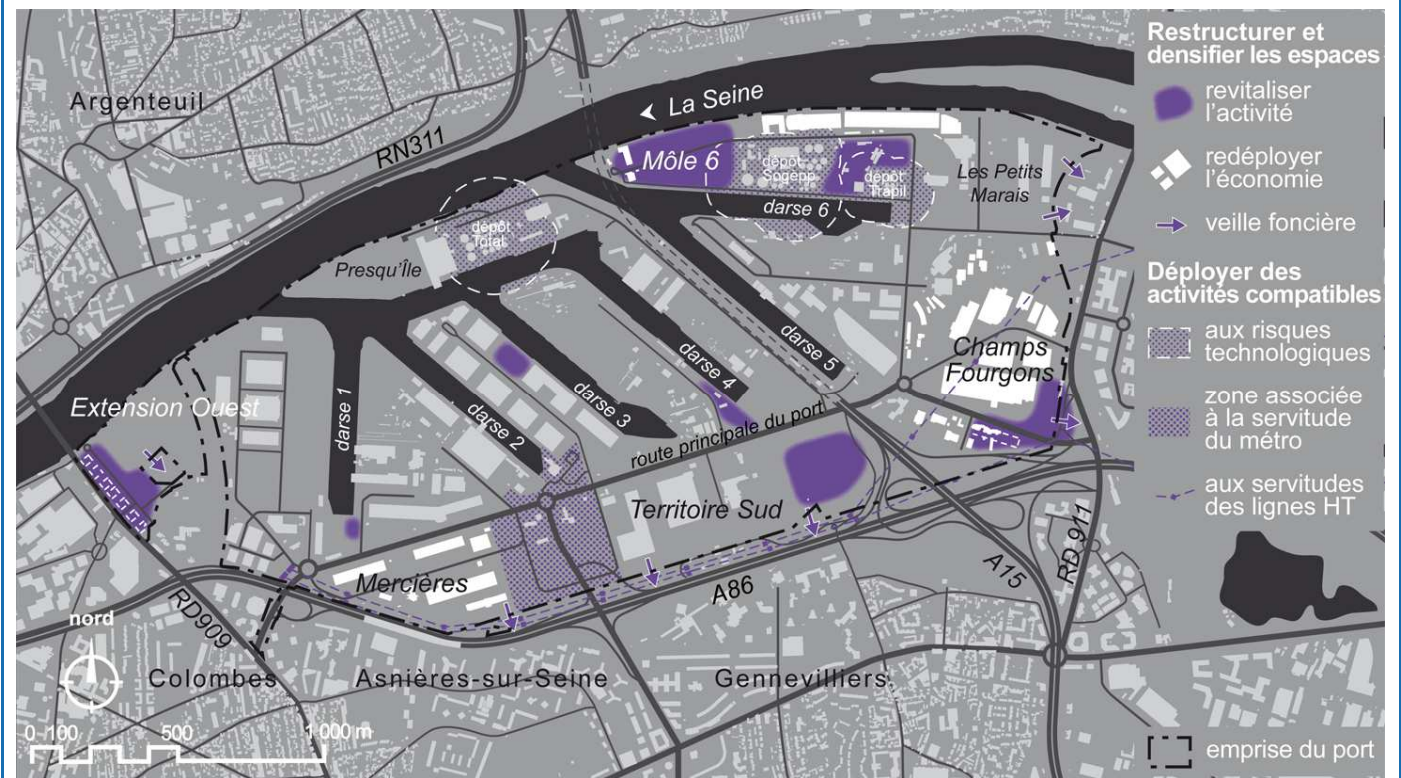 Argenteuil
RN311
La Seine
Môle 6
dépôt
Sogepp
dépôt
Trapil
darse 6
Les Petits
Marais
dépôt
Total
Presqu'Île
Extension Ouest
darse 1
darse 2
darse 3
darse 4
darse 5
Champs
Fourgons
route principale du port
Territoire Sud
Mercières
A86
A15
RD 911
RD909
nord
Colombes
Asnières-sur-Seine
Gennevilliers
0 100 500 1 000 m
Restructurer et
densifier les espaces
revitaliser
l'activité
redéployer
l'économie
veille foncière
Déployer des
activités compatibles
aux risques
technologiques
zone associée
à la servitude
du métro
aux servitudes
des lignes HT
emprise du port